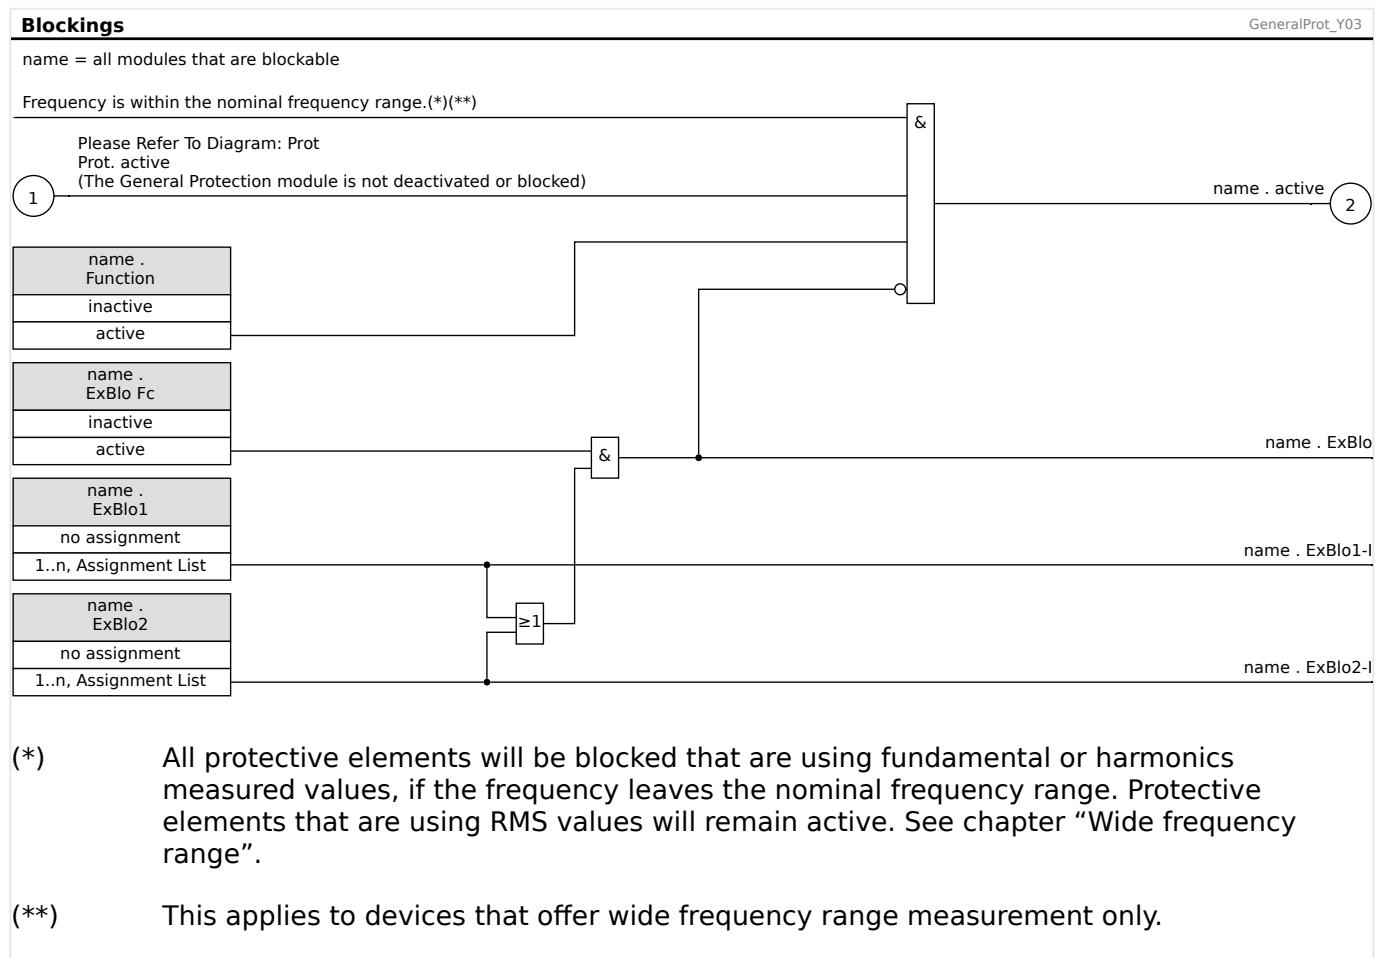 Blockings
GeneralProt_Y03
name = all modules that are blockable
Frequency is within the nominal frequency range.(*)(**)
&
Please Refer To Diagram: Prot
Prot. active
(The General Protection module is not deactivated or blocked)
1
name . active
2
name .
Function
inactive
active
name .
ExBlo Fc
inactive
active
&
name . ExBlo
name .
ExBlo1
no assignment
1..n, Assignment List
name . ExBlo1-I
name .
ExBlo2
≥1
no assignment
1..n, Assignment List
name . ExBlo2-I
(*) All protective elements will be blocked that are using fundamental or harmonics
measured values, if the frequency leaves the nominal frequency range. Protective
elements that are using RMS values will remain active. See chapter “Wide frequency
range”.
(**) This applies to devices that offer wide frequency range measurement only.